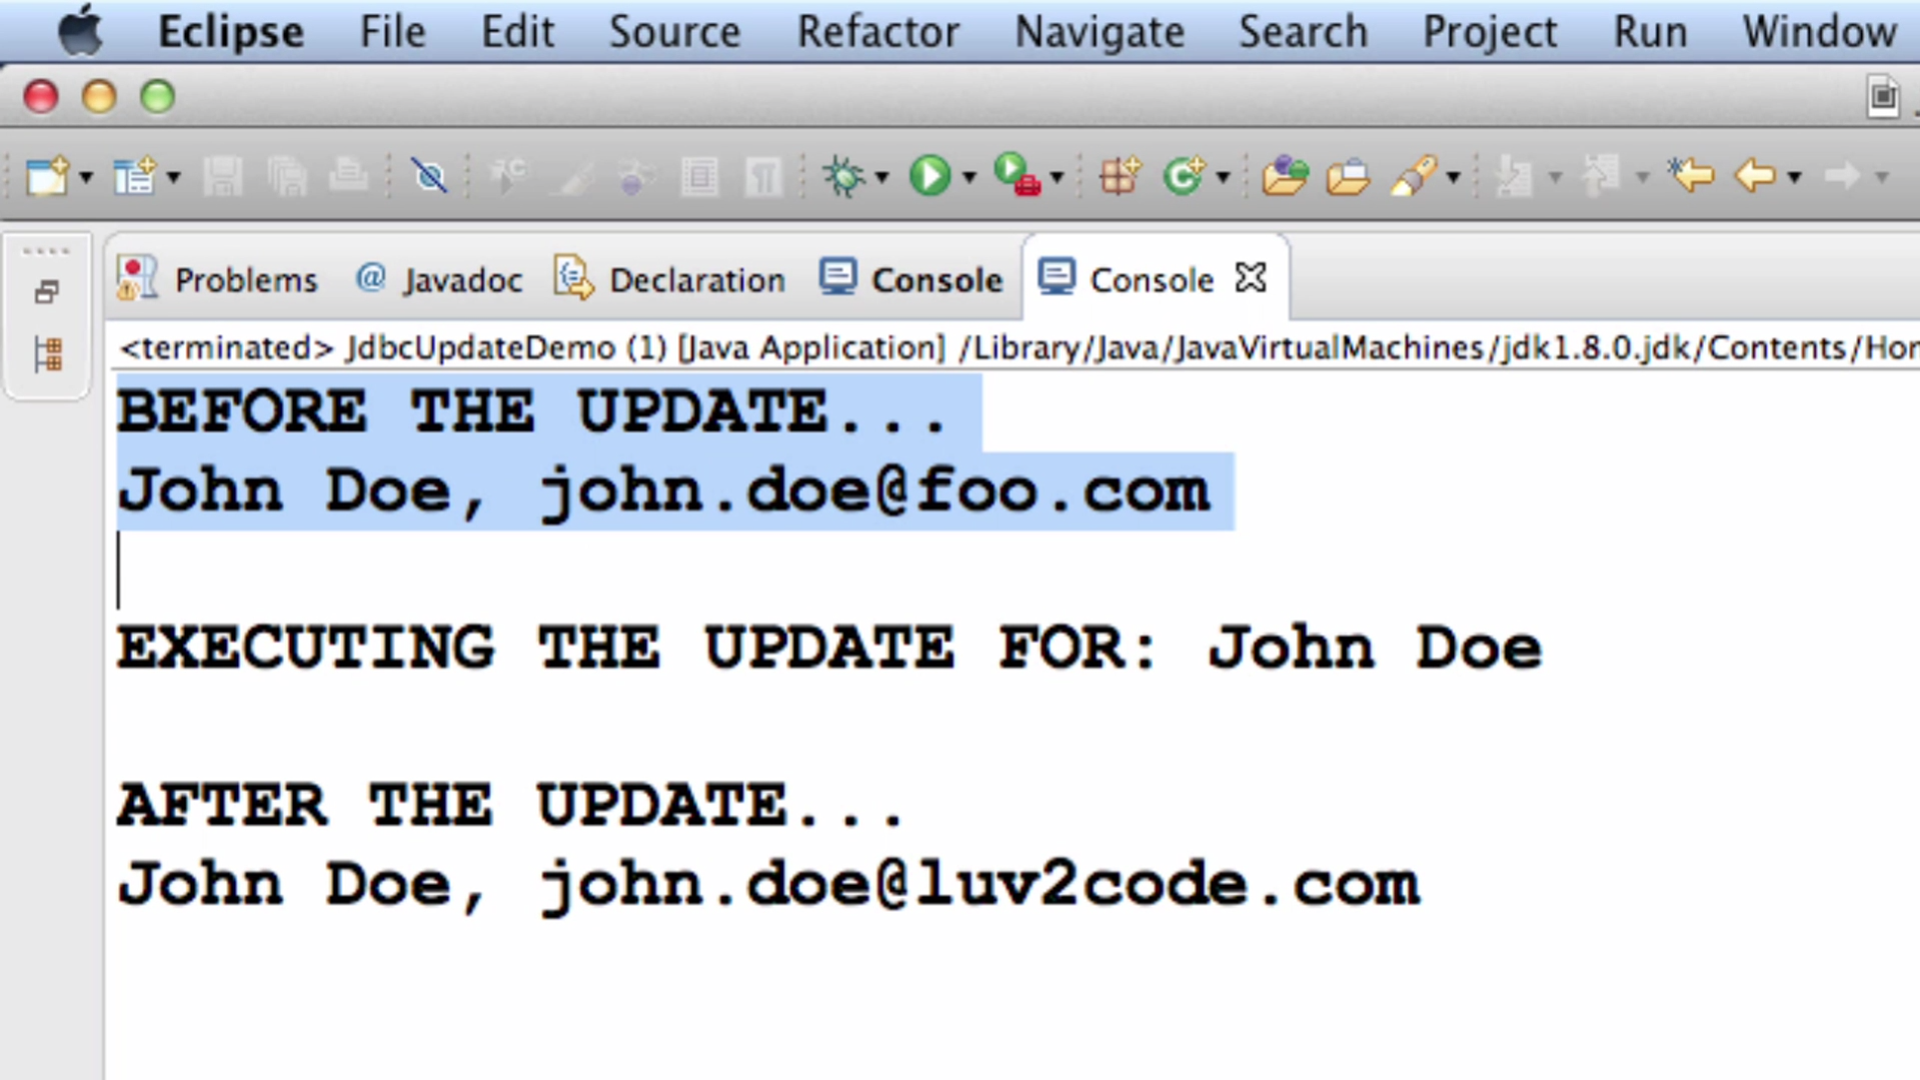 Eclipse File Edit Source Refactor Navigate Search Project Run Window
Problems @ Javadoc Declaration Console Console
<terminated> JdbcUpdateDemo (1) [Java Application] /Library/Java/JavaVirtualMachines/jdk1.8.0.jdk/Contents/Hor
BEFORE THE UPDATE...
John Doe, john.doe@foo.com
EXECUTING THE UPDATE FOR: John Doe
AFTER THE UPDATE...
John Doe, john.doe@luv2code.com